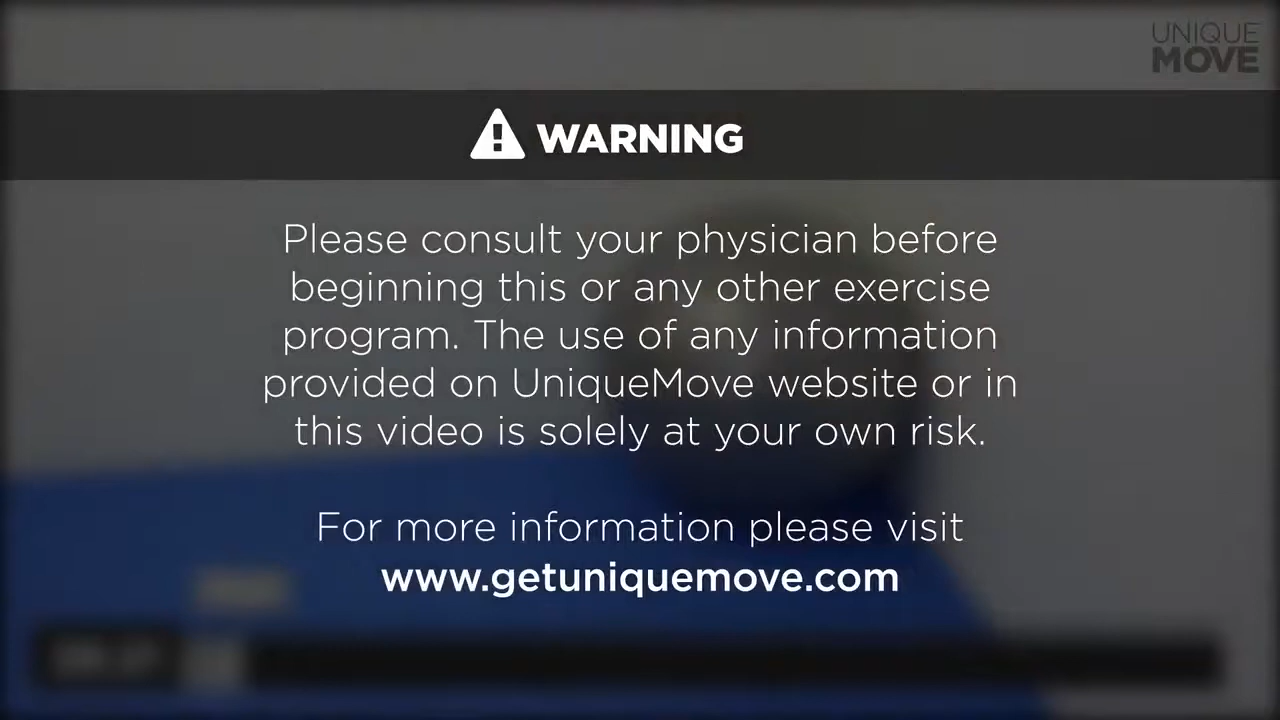 UNIQUE
MOVE
WARNING
Please consult your physician before
beginning this or any other exercise
program. The use of any information
provided on UniqueMove website or in
this video is solely at your own risk.
For more information please visit
www.getuniquemove.com